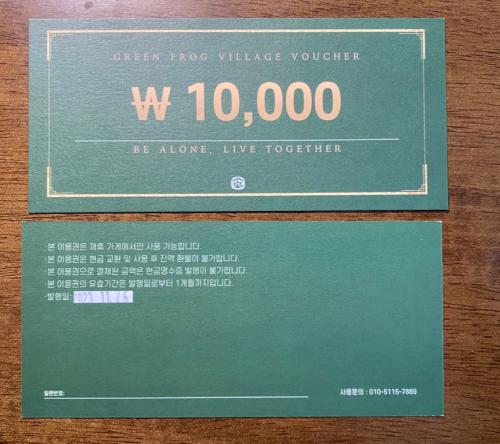 GREEN FROG VILLAGE VOUCHER
₩ 10,000
BE ALONE, LIVE TOGETHER
·본 이용권은 제휴 가게에서만 사용 가능합니다.
·본 이용권은 현금 교환 및 사용 후 잔액 환불이 불가합니다.
·본 이용권으로 결제된 금액은 현금영수증 발행이 불가합니다.
·본 이용권의 유효기간은 발행일로부터 1개월까지입니다.
·발행일:
일련번호:
사용문의 : 010-5115-7889